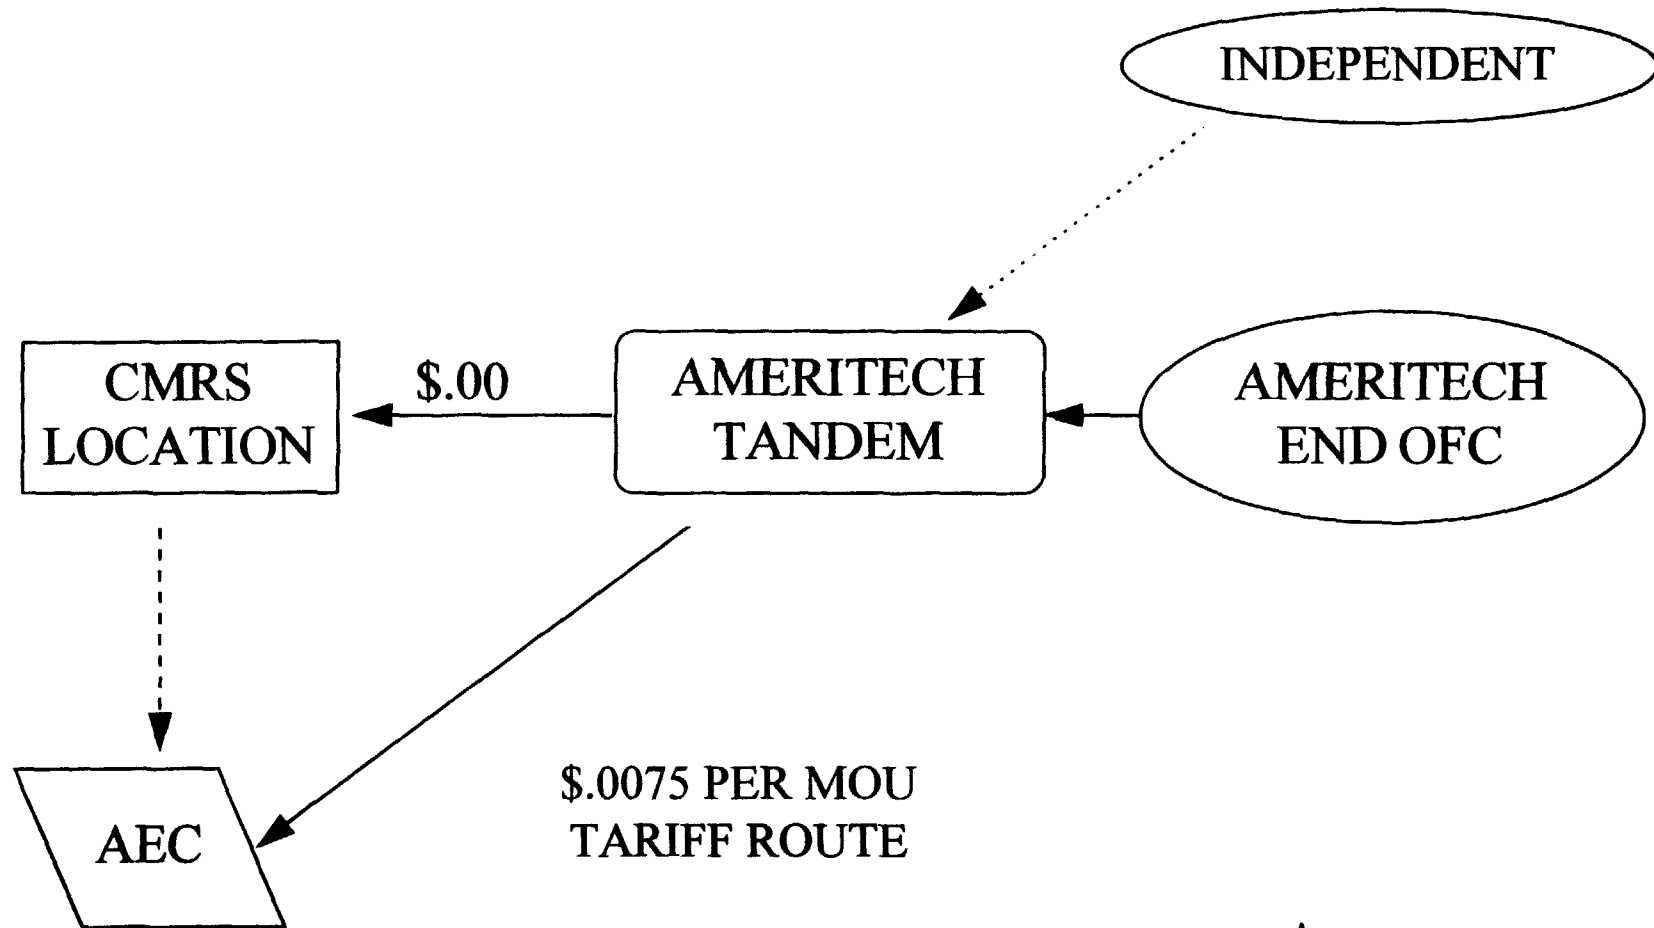 INDEPENDENT
CMRS
LOCATION
$.00
AMERITECH
TANDEM
AMERITECH
END OFC
$.0075 PER MOU
TARIFF ROUTE
AEC